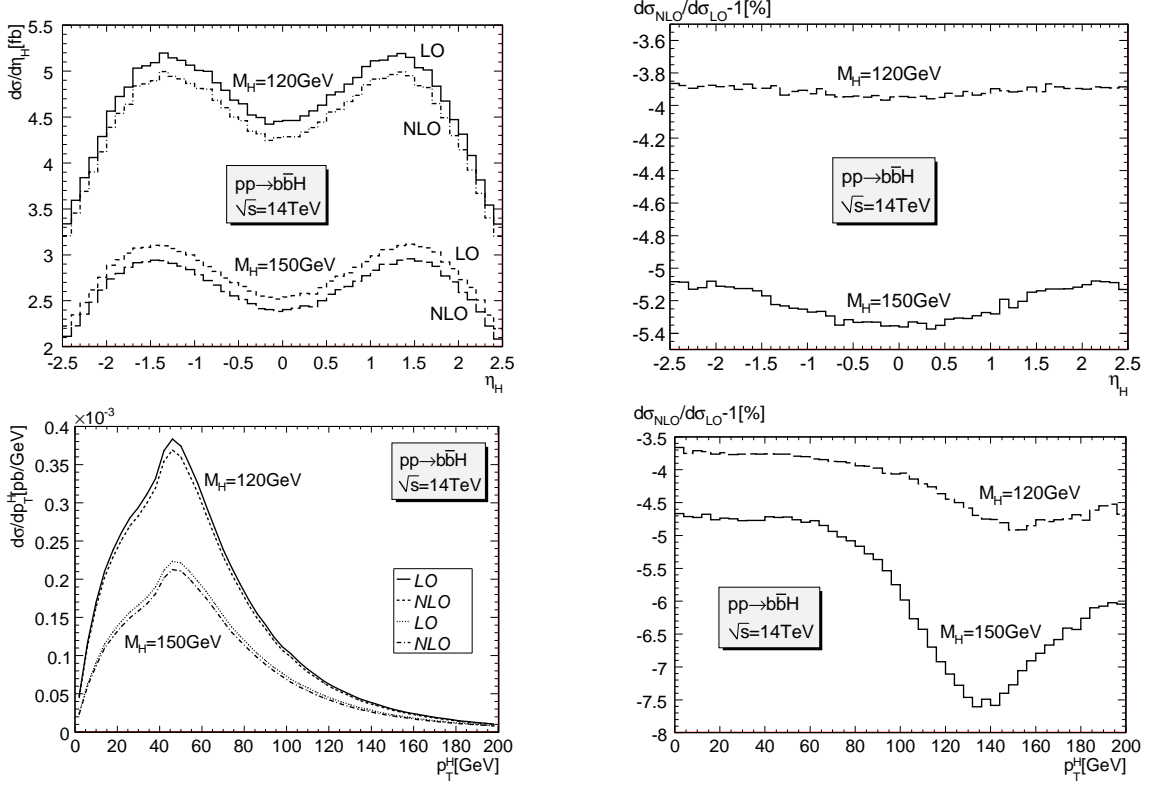 dσ/dη_H[fb]
5.5
5
4.5
4
3.5
3
2.5
2
LO
M_H=120GeV
NLO
pp→bb̅H
√s=14TeV
LO
M_H=150GeV
NLO
-2.5 -2 -1.5 -1 -0.5 0 0.5 1 1.5 2 2.5
η_H
dσ_NLO/dσ_LO-1[%]
-3.6
-3.8
-4
-4.2
-4.4
-4.6
-4.8
-5
-5.2
-5.4
M_H=120GeV
pp→bb̅H
√s=14TeV
M_H=150GeV
-2.5 -2 -1.5 -1 -0.5 0 0.5 1 1.5 2 2.5
η_H
×10⁻³
dσ/dp_T^H[pb/GeV]
0.4
0.35
0.3
0.25
0.2
0.15
0.1
0.05
0
pp→bb̅H
√s=14TeV
M_H=120GeV
LO
NLO
LO
NLO
M_H=150GeV
0 20 40 60 80 100 120 140 160 180 200
p_T^H[GeV]
dσ_NLO/dσ_LO-1[%]
-3.5
-4
-4.5
-5
-5.5
-6
-6.5
-7
-7.5
-8
M_H=120GeV
pp→bb̅H
√s=14TeV
M_H=150GeV
0 20 40 60 80 100 120 140 160 180 200
p_T^H[GeV]